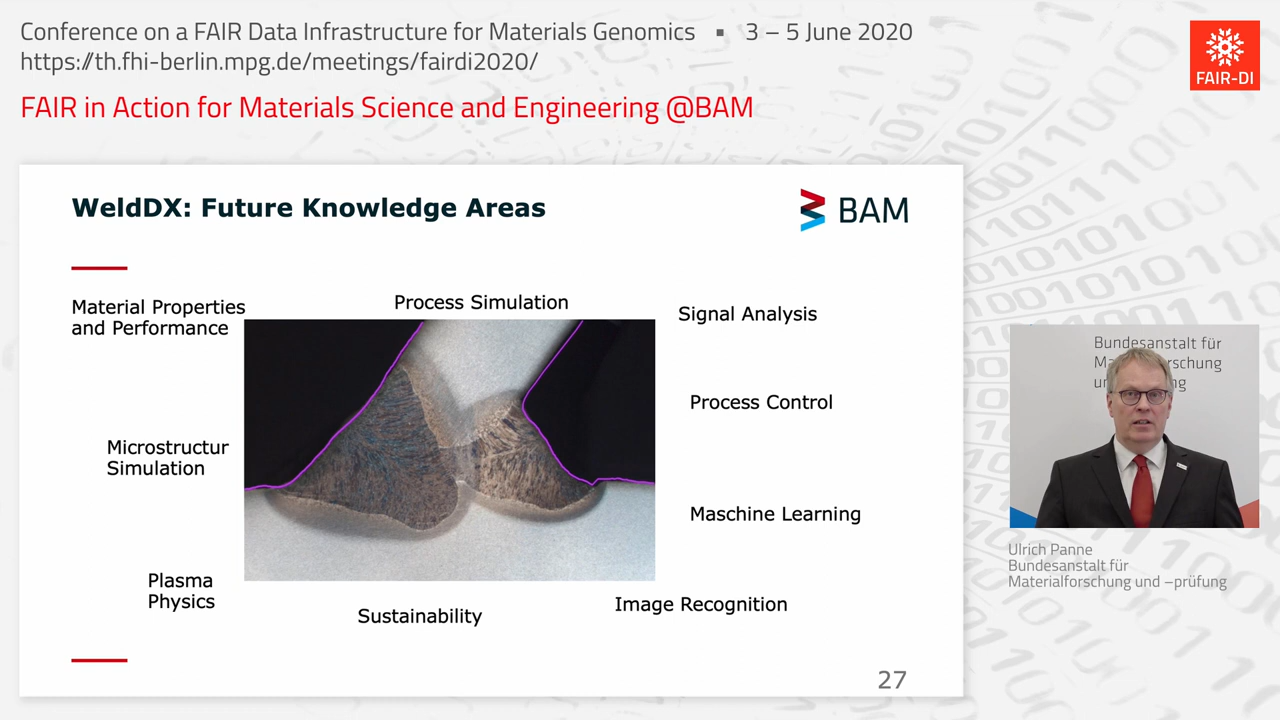 Conference on a FAIR Data Infrastructure for Materials Genomics ▪ 3 – 5 June 2020
https://th.fhi-berlin.mpg.de/meetings/fairdi2020/
FAIR in Action for Materials Science and Engineering @BAM
FAIR-DI
WeldDX: Future Knowledge Areas
BAM
Material Properties
and Performance
Process Simulation
Signal Analysis
Process Control
Microstructur
Simulation
Maschine Learning
Plasma
Physics
Sustainability
Image Recognition
27
Bundesanstalt für
Ulrich Panne
Bundesanstalt für
Materialforschung und –prüfung